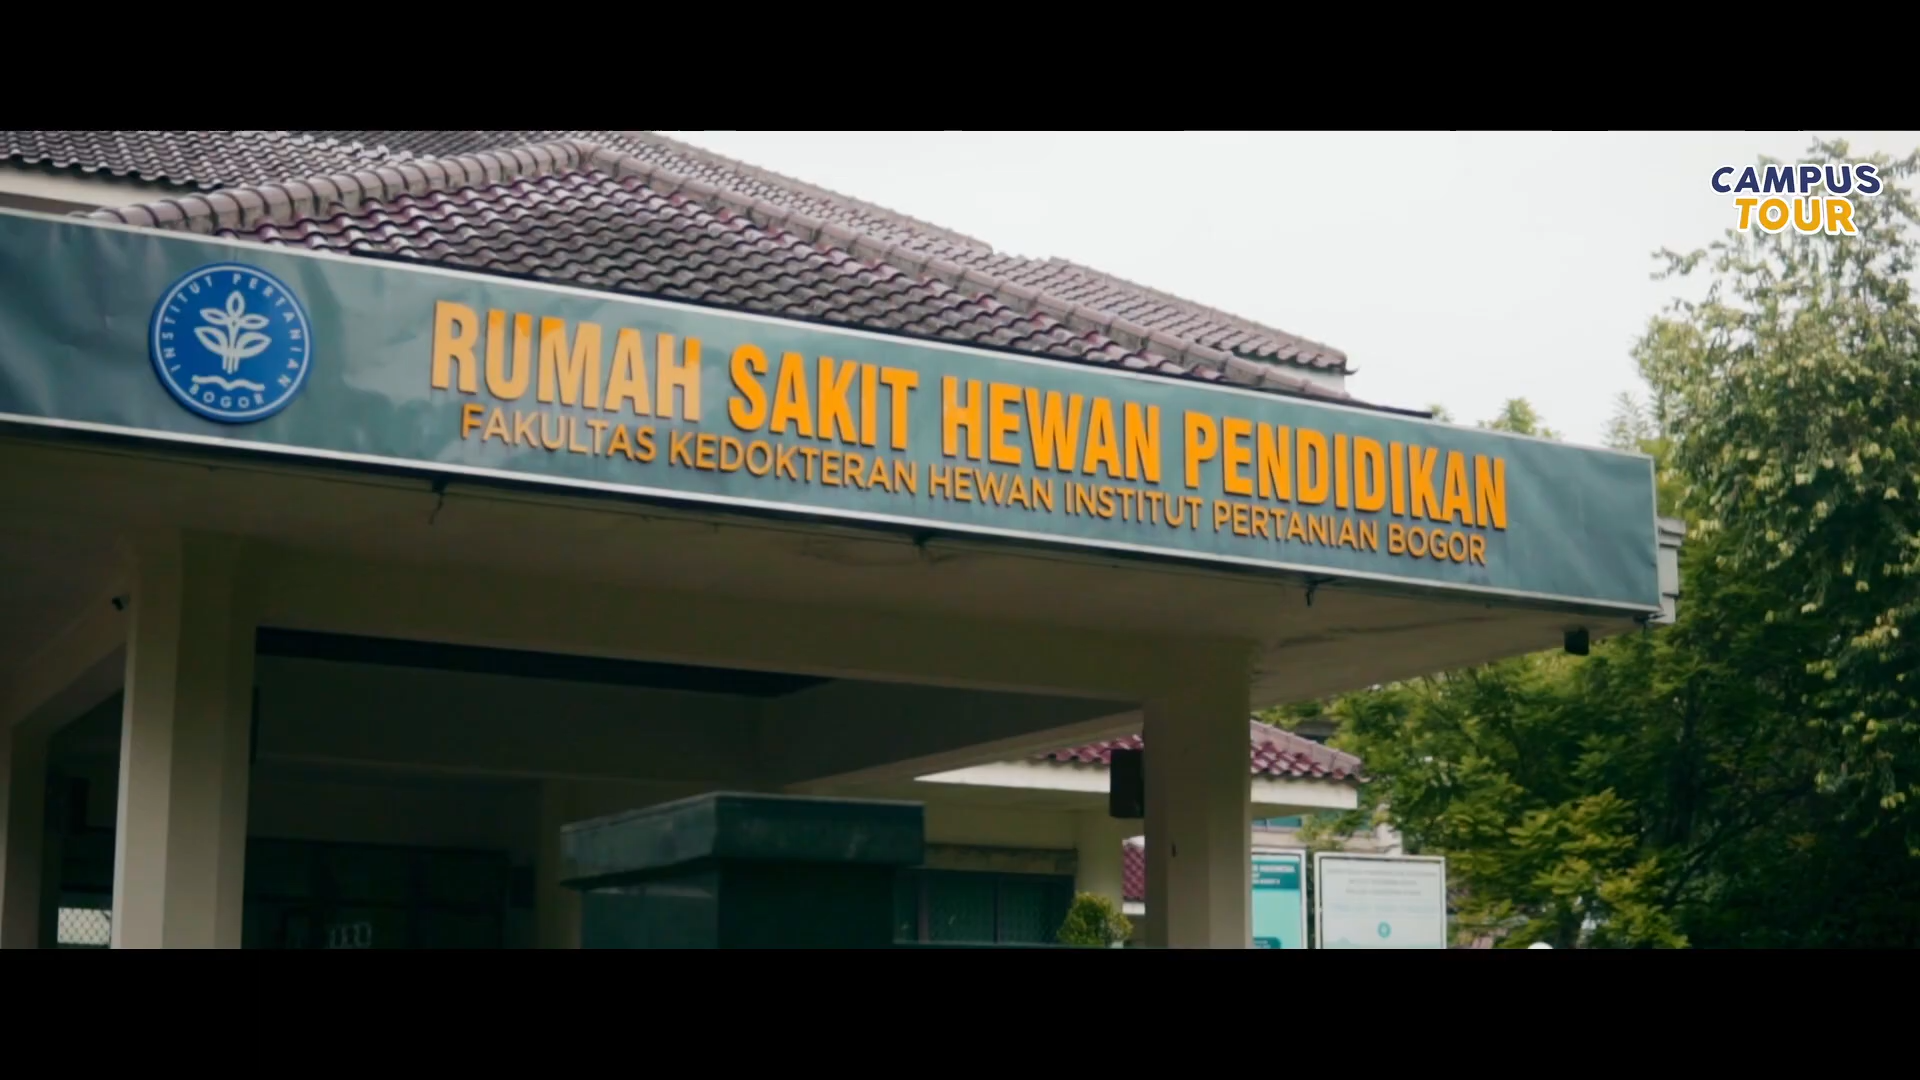 CAMPUS
TOUR
INSTITUT PERTANIAN
BOGOR
RUMAH SAKIT HEWAN PENDIDIKAN
FAKULTAS KEDOKTERAN HEWAN INSTITUT PERTANIAN BOGOR